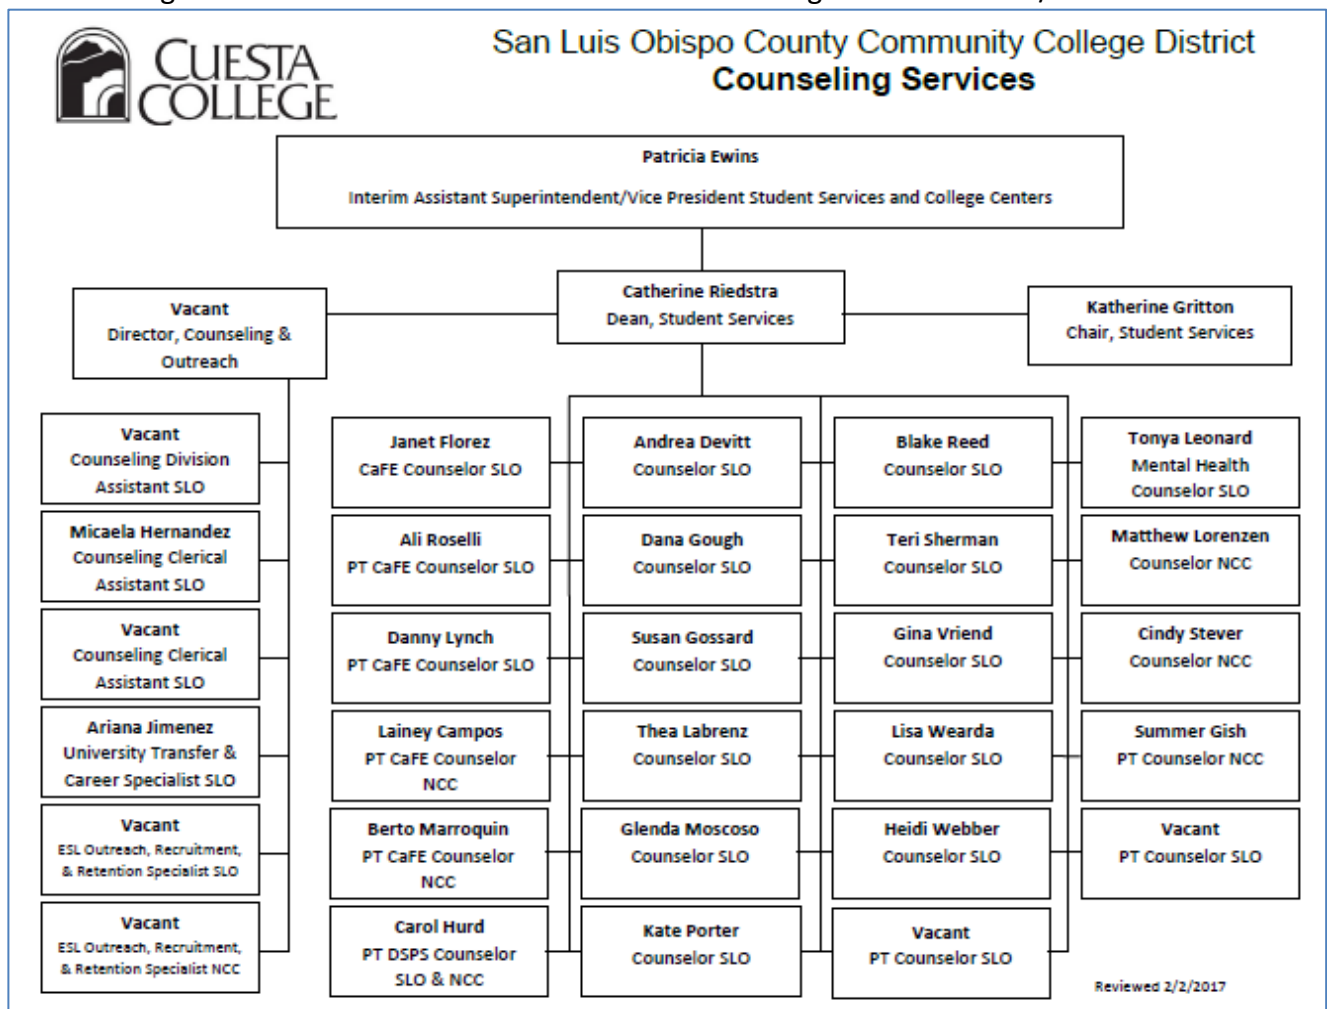 CUESTA
COLLEGE
San Luis Obispo County Community College District
Counseling Services
Patricia Ewins
Interim Assistant Superintendent/Vice President Student Services and College Centers
Catherine Riedstra
Dean, Student Services
Vacant
Director, Counseling &
Outreach
Katherine Gritton
Chair, Student Services
Vacant
Counseling Division
Assistant SLO
Micaela Hernandez
Counseling Clerical
Assistant SLO
Vacant
Counseling Clerical
Assistant SLO
Ariana Jimenez
University Transfer &
Career Specialist SLO
Vacant
ESL Outreach, Recruitment,
& Retention Specialist SLO
Vacant
ESL Outreach, Recruitment,
& Retention Specialist NCC
Janet Florez
CaFE Counselor SLO
Ali Roselli
PT CaFE Counselor SLO
Danny Lynch
PT CaFE Counselor SLO
Lainey Campos
PT CaFE Counselor
NCC
Berto Marroquin
PT CaFE Counselor
NCC
Carol Hurd
PT DSPS Counselor
SLO & NCC
Andrea Devitt
Counselor SLO
Dana Gough
Counselor SLO
Susan Gossard
Counselor SLO
Thea Labrenz
Counselor SLO
Glenda Moscoso
Counselor SLO
Kate Porter
Counselor SLO
Blake Reed
Counselor SLO
Teri Sherman
Counselor SLO
Gina Vriend
Counselor SLO
Lisa Wearda
Counselor SLO
Heidi Webber
Counselor SLO
Vacant
PT Counselor SLO
Tonya Leonard
Mental Health
Counselor SLO
Matthew Lorenzen
Counselor NCC
Cindy Stever
Counselor NCC
Summer Gish
PT Counselor NCC
Vacant
PT Counselor SLO
Reviewed 2/2/2017